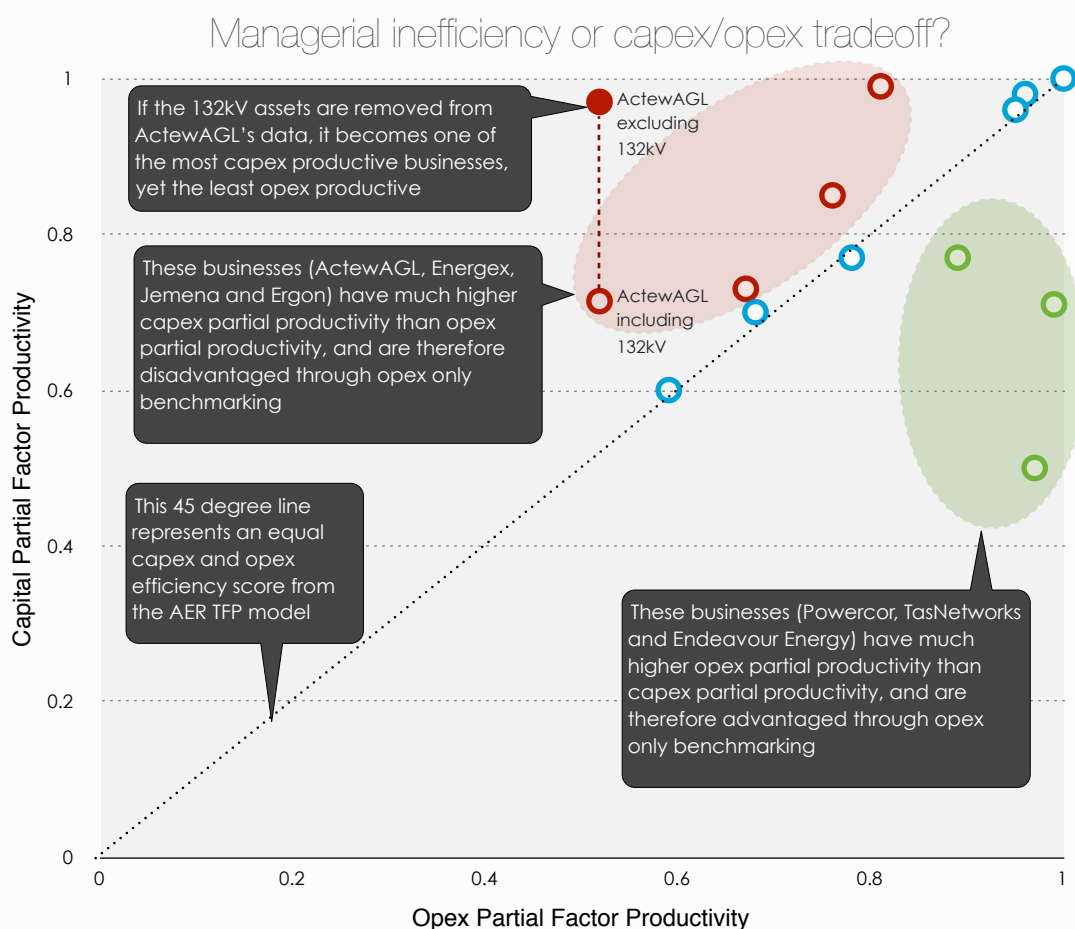 Managerial inefficiency or capex/opex tradeoff?
If the 132kV assets are removed from
ActewAGL's data, it becomes one of
the most capex productive businesses,
yet the least opex productive
ActewAGL
excluding
132kV
These businesses (ActewAGL, Energex,
Jemena and Ergon) have much higher
capex partial productivity than opex
partial productivity, and are therefore
disadvantaged through opex only
benchmarking
ActewAGL
including
132kV
This 45 degree line
represents an equal
capex and opex
efficiency score from
the AER TFP model
These businesses (Powercor, TasNetworks
and Endeavour Energy) have much
higher opex partial productivity than
capex partial productivity, and are
therefore advantaged through opex
only benchmarking
Capital Partial Factor Productivity
1
0.8
0.6
0.4
0.2
0
0
0.2
0.4
0.6
0.8
1
Opex Partial Factor Productivity